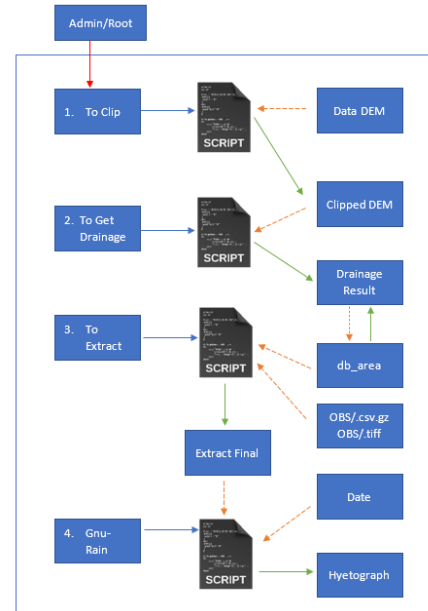 Admin/Root
1. To Clip
SCRIPT
Data DEM
Clipped DEM
2. To Get
Drainage
SCRIPT
Drainage
Result
3. To
Extract
SCRIPT
db_area
OBS/.csv.gz
OBS/.tiff
Extract Final
Date
4. Gnu-
Rain
SCRIPT
Hyetograph